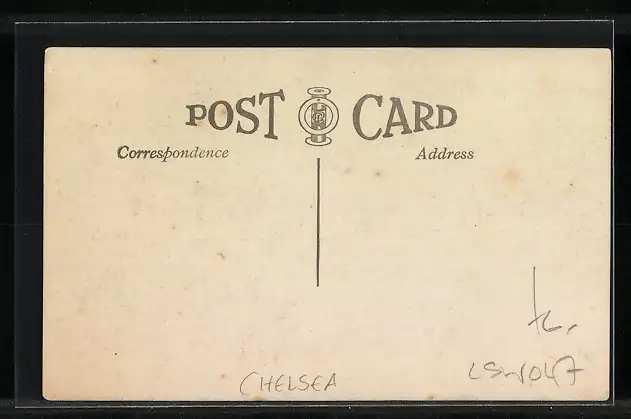 POST CARD
Correspondence
Address
CHELSEA
LSW047